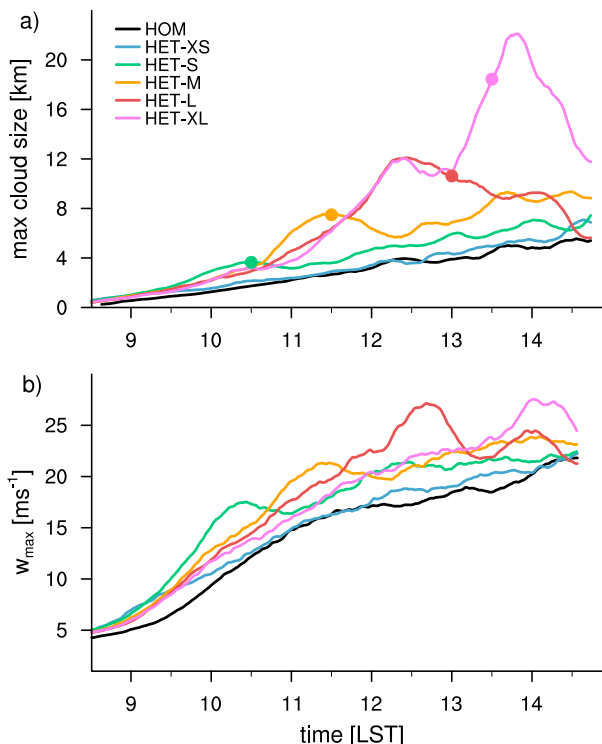 a)
max cloud size [km]
20
16
12
8
4
0
HOM
HET-XS
HET-S
HET-M
HET-L
HET-XL
9 10 11 12 13 14
b)
w_max [ms⁻¹]
25
20
15
10
5
9 10 11 12 13 14
time [LST]